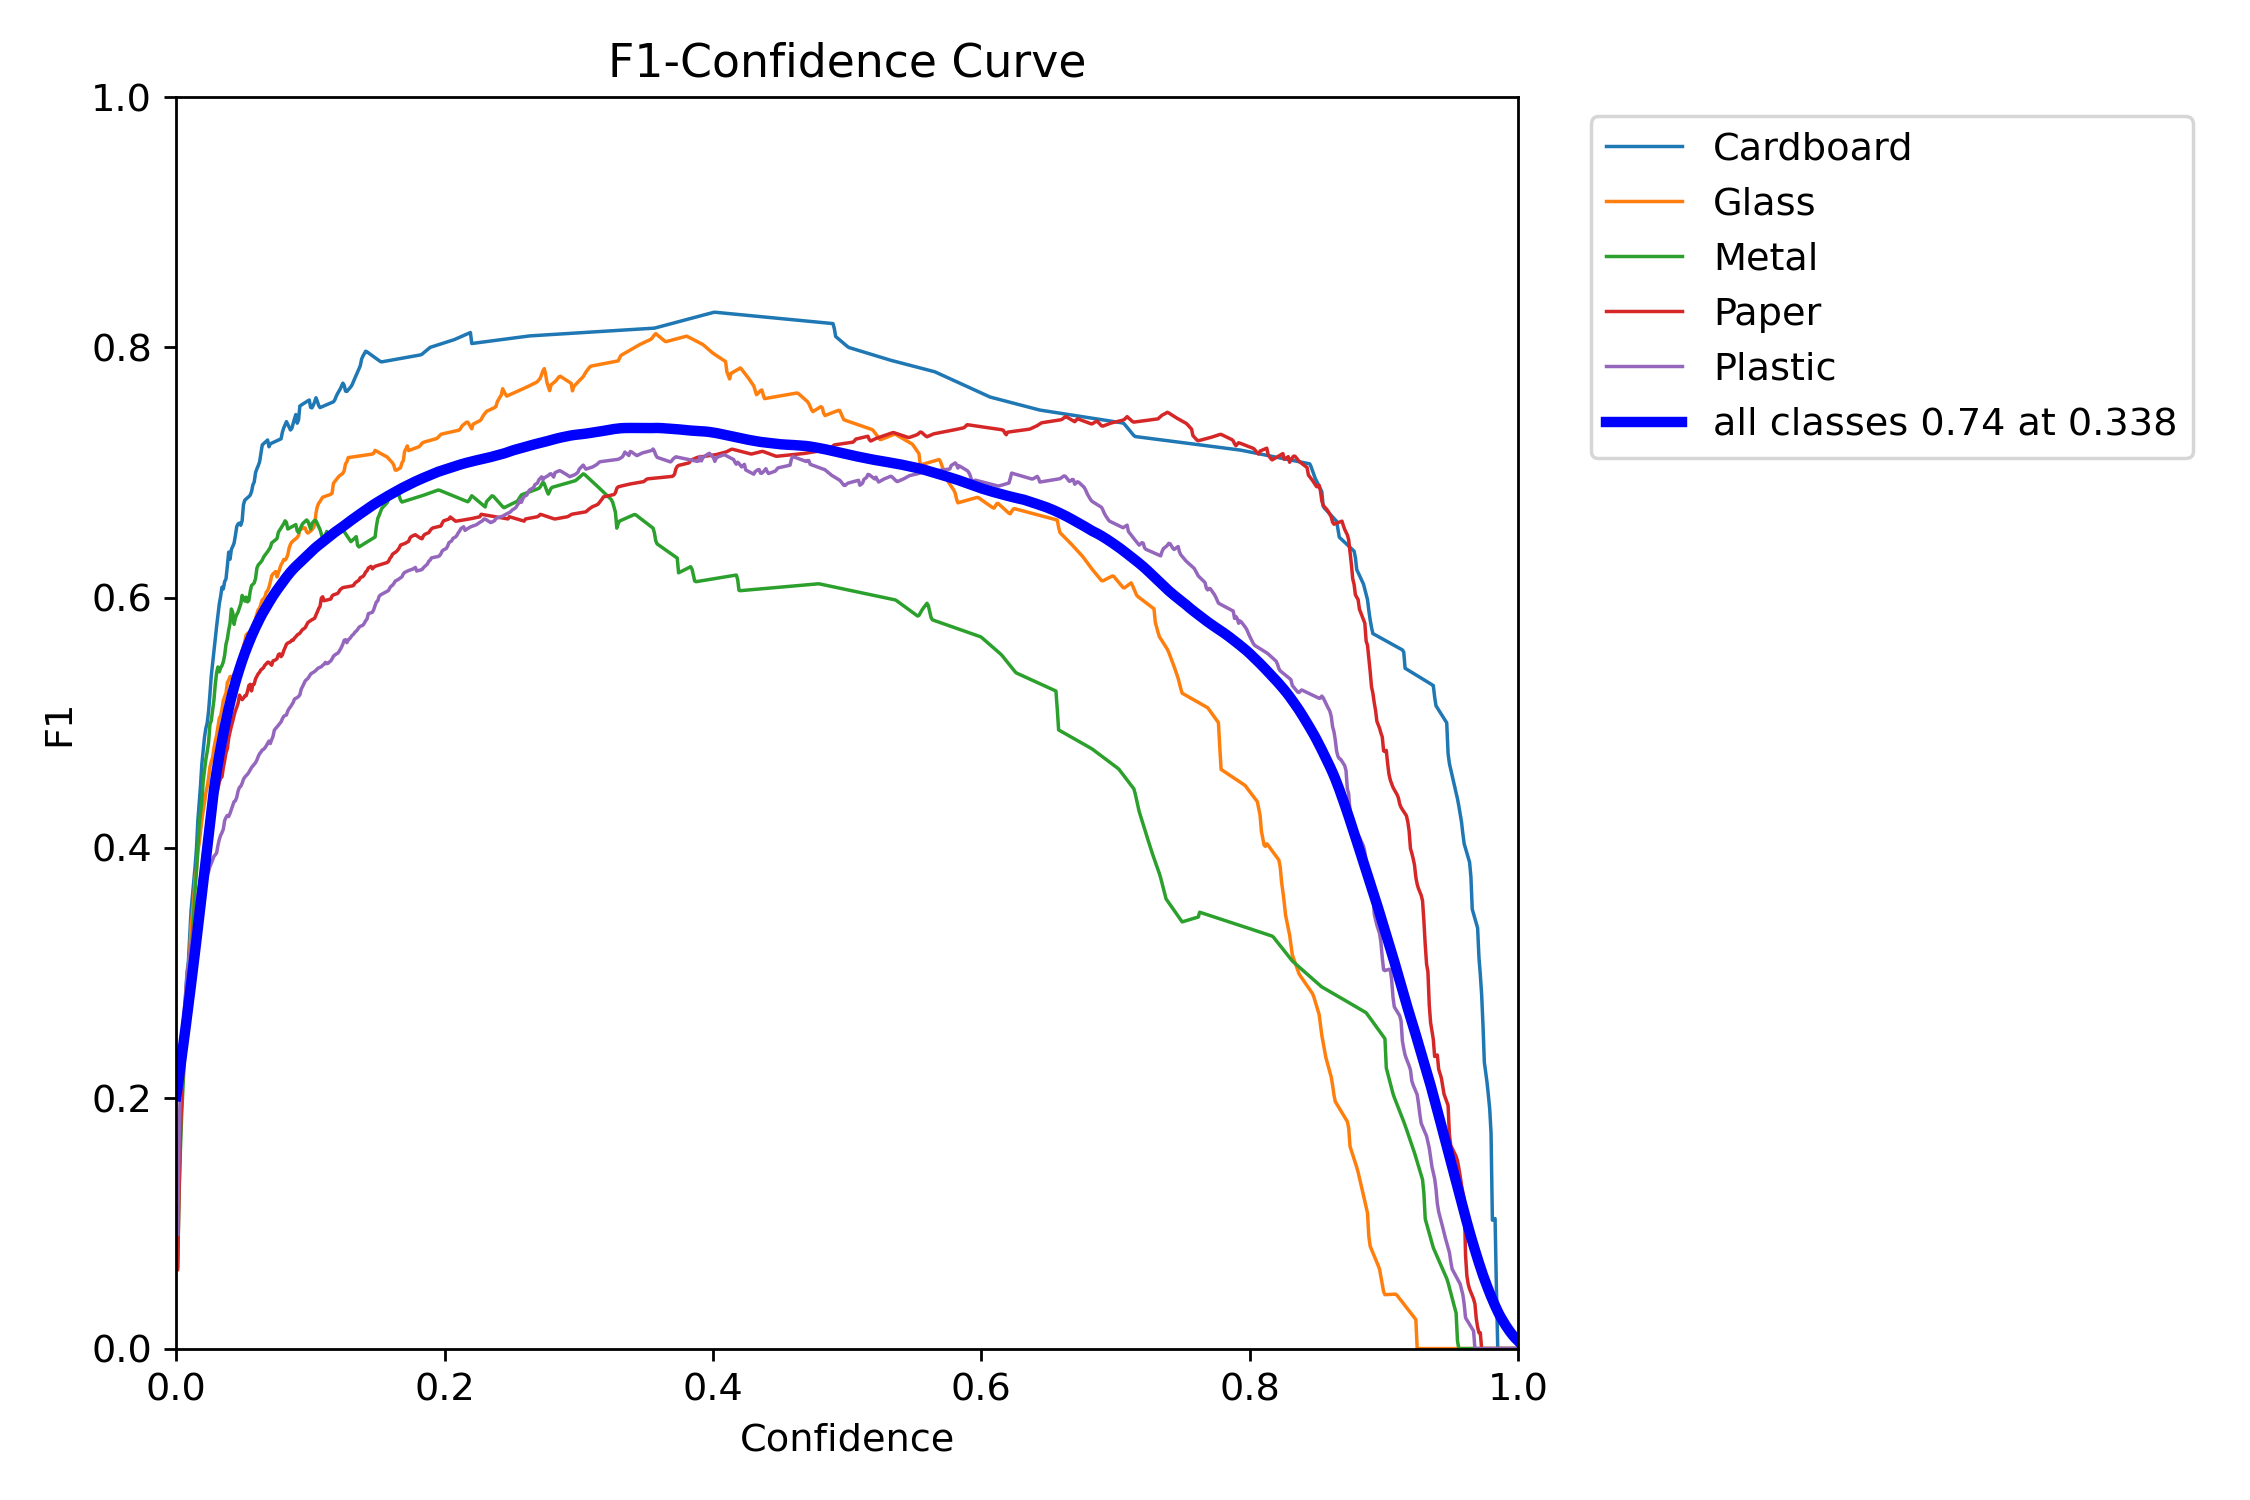 F1-Confidence Curve
1.0
0.8
0.6
0.4
0.2
0.0
F1
0.0 0.2 0.4 0.6 0.8 1.0
Confidence
Cardboard
Glass
Metal
Paper
Plastic
all classes 0.74 at 0.338